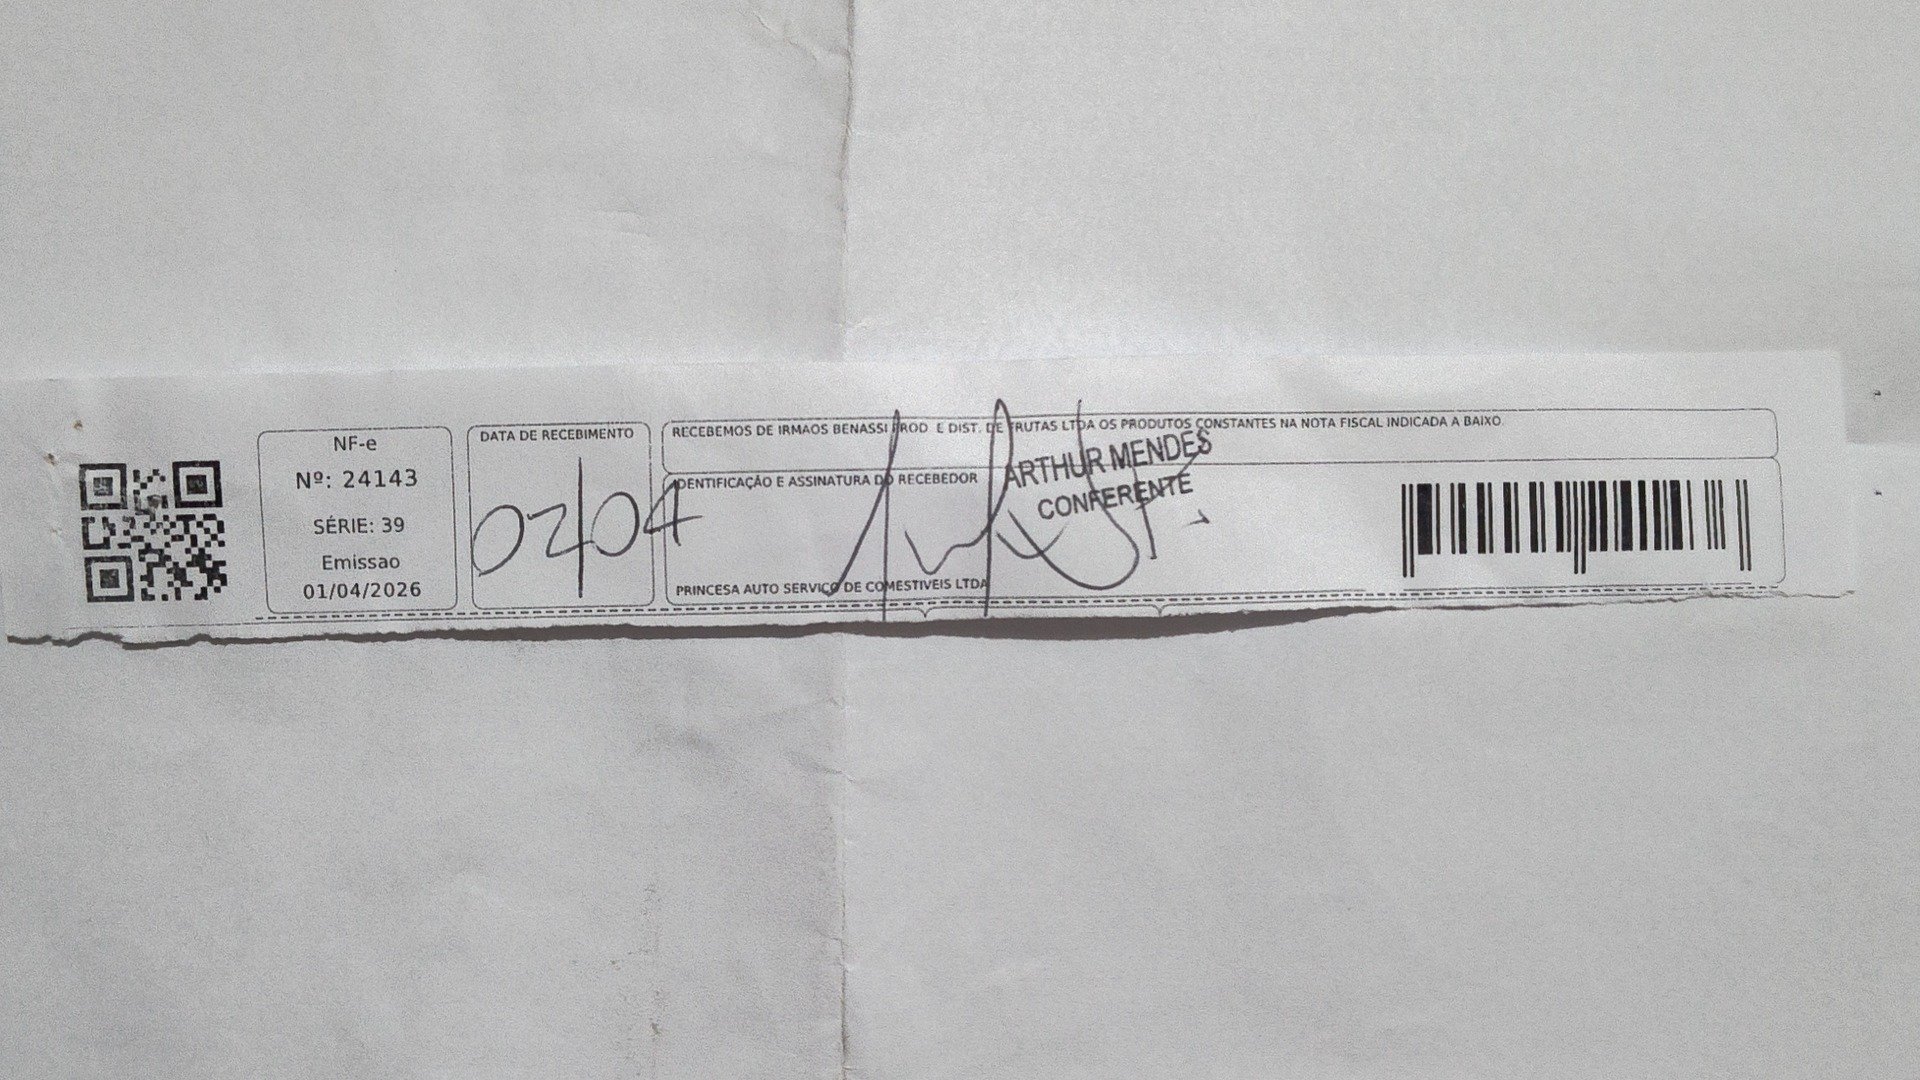 NF-e
Nº: 24143
SÉRIE: 39
Emissao
01/04/2026
DATA DE RECEBIMENTO
02/04
RECEBEMOS DE IRMAOS BENASSI PROD. E DIST. DE FRUTAS LTDA OS PRODUTOS CONSTANTES NA NOTA FISCAL INDICADA A BAIXO
IDENTIFICAÇÃO E ASSINATURA DO RECEBEDOR
ARTHUR MENDES
CONFERENTE
PRINCESA AUTO SERVIÇO DE COMESTIVEIS LTDA